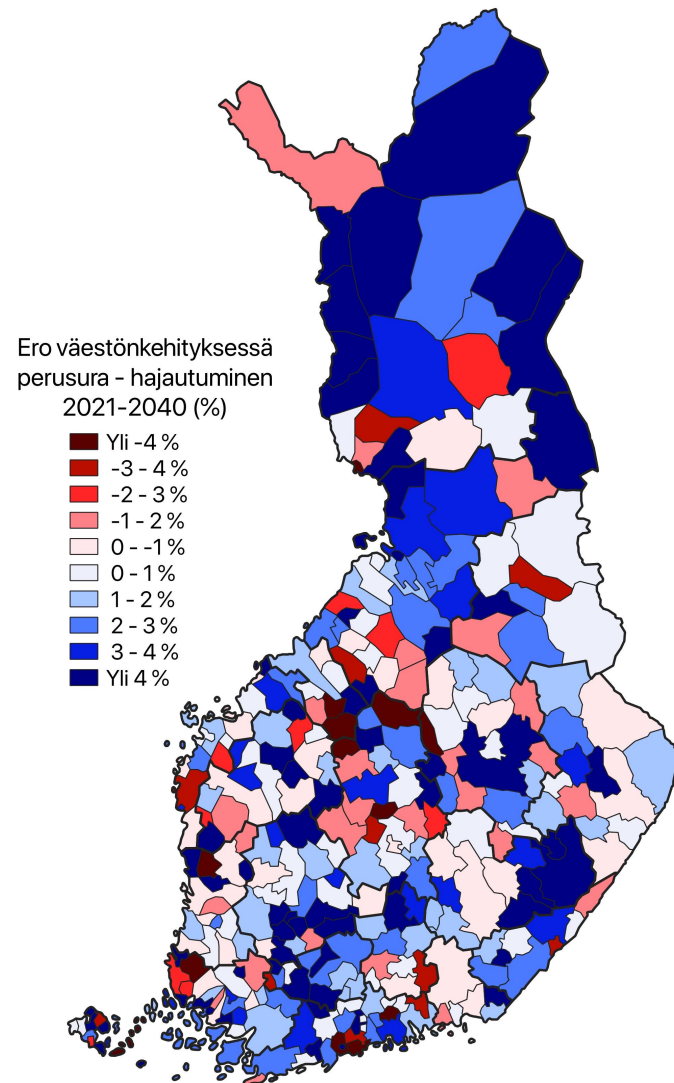 Ero väestönkehityksessä
perusura - hajautuminen
2021-2040 (%)
Yli -4 %
-3 - 4 %
-2 - 3 %
-1 - 2 %
0 - -1 %
0 - 1 %
1 - 2 %
2 - 3 %
3 - 4 %
Yli 4 %